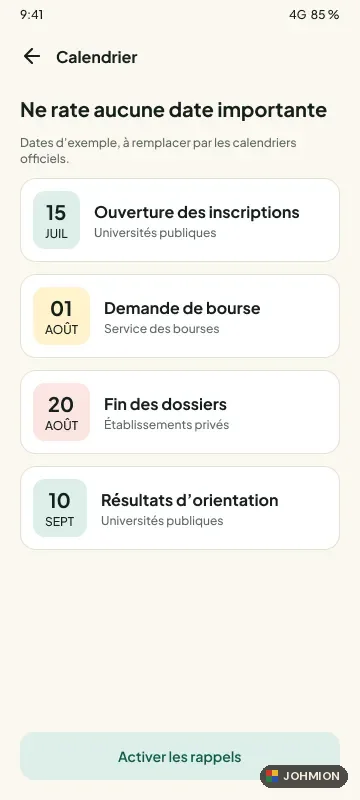 9:41
4G 85 %
Calendrier
Ne rate aucune date importante
Dates d’exemple, à remplacer par les calendriers
officiels.
15
JUIL
Ouverture des inscriptions
Universités publiques
01
AOÛT
Demande de bourse
Service des bourses
20
AOÛT
Fin des dossiers
Établissements privés
10
SEPT
Résultats d’orientation
Universités publiques
Activer les rappels
JOHMION